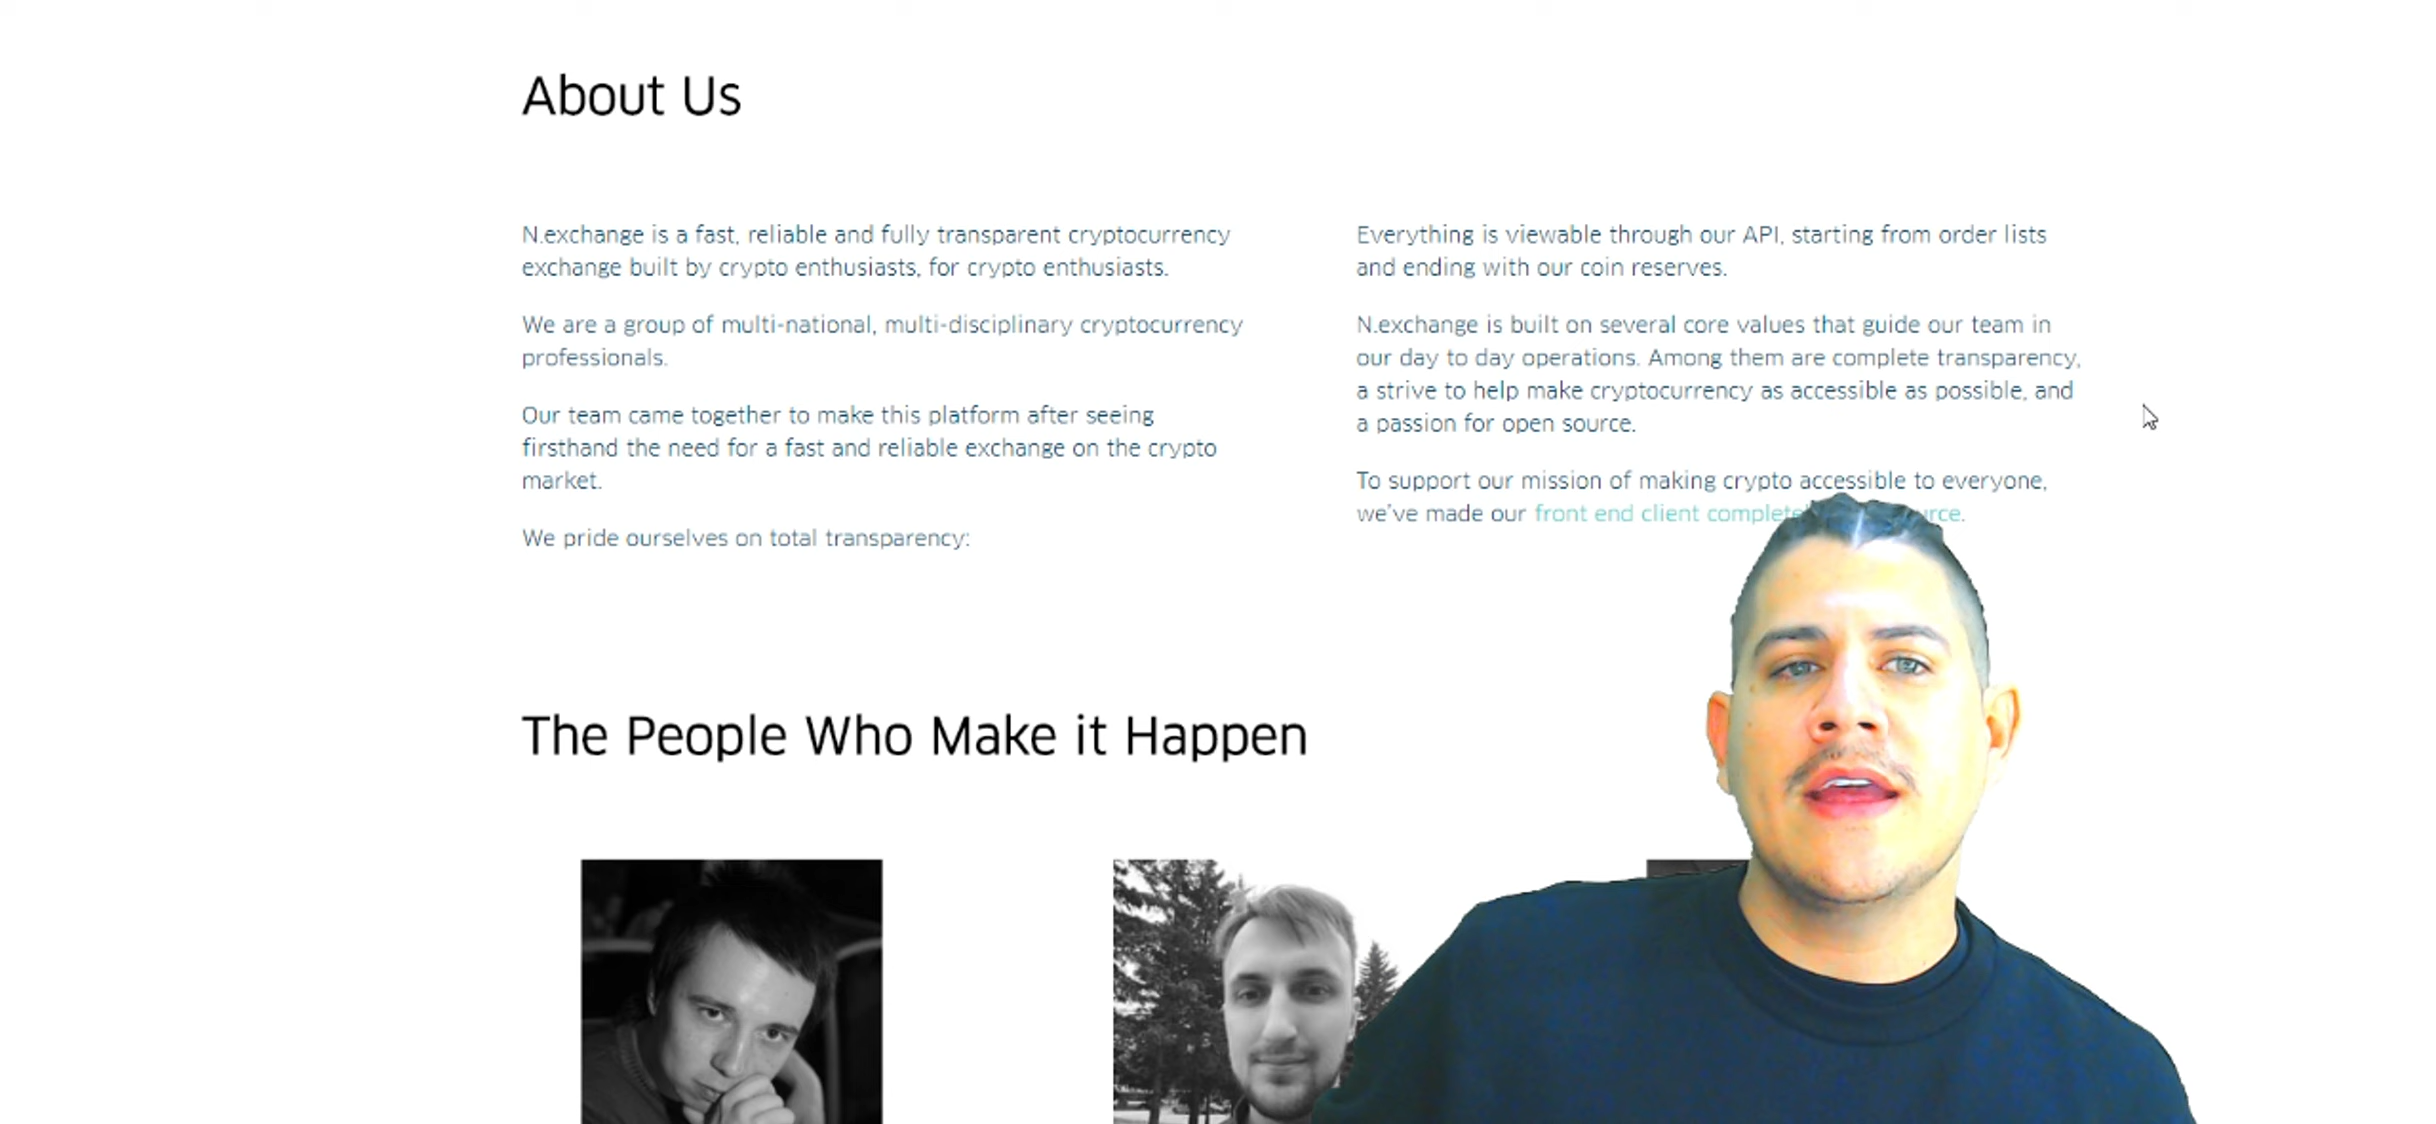 About Us
N.exchange is a fast, reliable and fully transparent cryptocurrency
exchange built by crypto enthusiasts, for crypto enthusiasts.
We are a group of multi-national, multi-disciplinary cryptocurrency
professionals.
Our team came together to make this platform after seeing
firsthand the need for a fast and reliable exchange on the crypto
market.
We pride ourselves on total transparency:
Everything is viewable through our API, starting from order lists
and ending with our coin reserves.
N.exchange is built on several core values that guide our team in
our day to day operations. Among them are complete transparency,
a strive to help make cryptocurrency as accessible as possible, and
a passion for open source.
To support our mission of making crypto accessible to everyone,
we've made our front end client
The People Who Make it Happen